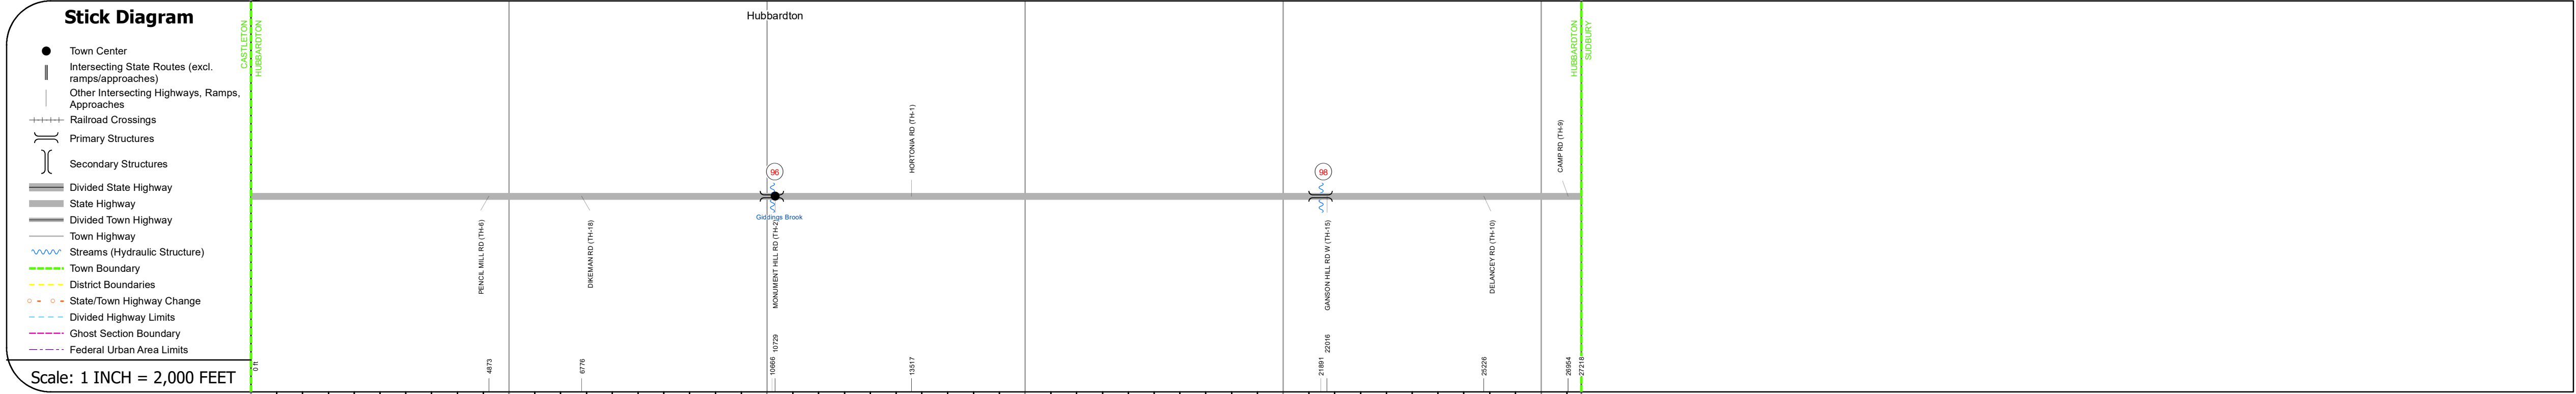 Stick Diagram
Town Center
Intersecting State Routes (excl.
ramps/approaches)
Other Intersecting Highways, Ramps,
Approaches
Railroad Crossings
Primary Structures
Secondary Structures
Divided State Highway
State Highway
Divided Town Highway
Town Highway
Streams (Hydraulic Structure)
Town Boundary
District Boundaries
State/Town Highway Change
Divided Highway Limits
Ghost Section Boundary
Federal Urban Area Limits
Scale: 1 INCH = 2,000 FEET
CASTLETON
HUBBARDTON
Hubbardton
HUBBARDTON
SUDBURY
PENCIL MILL RD (TH-6)
DIKEMAN RD (TH-18)
96
Giddings Brook
MONUMENT HILL RD (TH-2)
HORTONIA RD (TH-1)
98
GANSON HILL RD W (TH-15)
DELANCEY RD (TH-10)
CAMP RD (TH-9)
0 ft
4873
6776
10666
10729
13517
21891
22016
25226
26954
27218